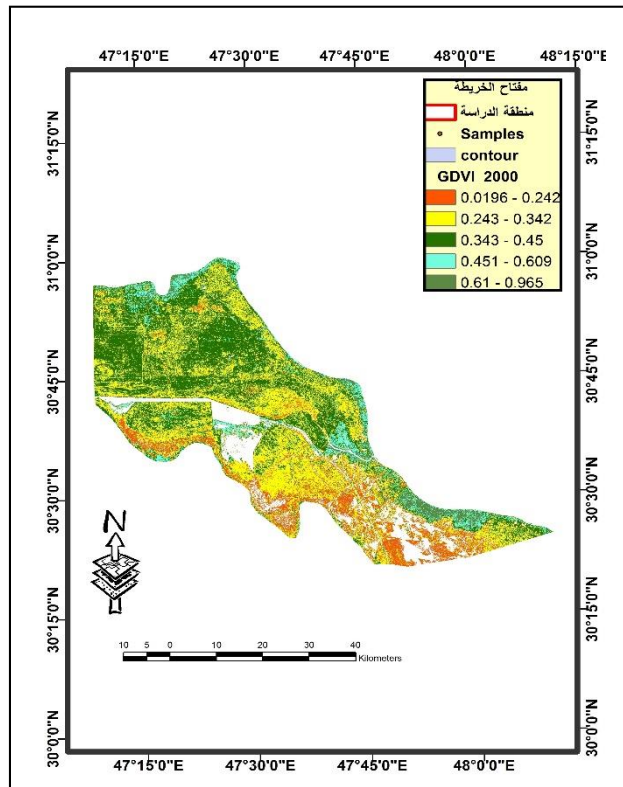 47°15'0"E 47°30'0"E 47°45'0"E 48°0'0"E 48°15'0"E
مفتاح الخريطة
منطقة الدراسة
Samples
contour
GDVI 2000
0.0196 - 0.242
0.243 - 0.342
0.343 - 0.45
0.451 - 0.609
0.61 - 0.965
31°15'0"N 31°15'0"N
31°0'0"N 31°0'0"N
30°45'0"N 30°45'0"N
30°30'0"N 30°30'0"N
30°15'0"N 30°15'0"N
30°0'0"N 30°0'0"N
N
10 5 0 10 20 30 40
Kilometers
47°15'0"E 47°30'0"E 47°45'0"E 48°0'0"E